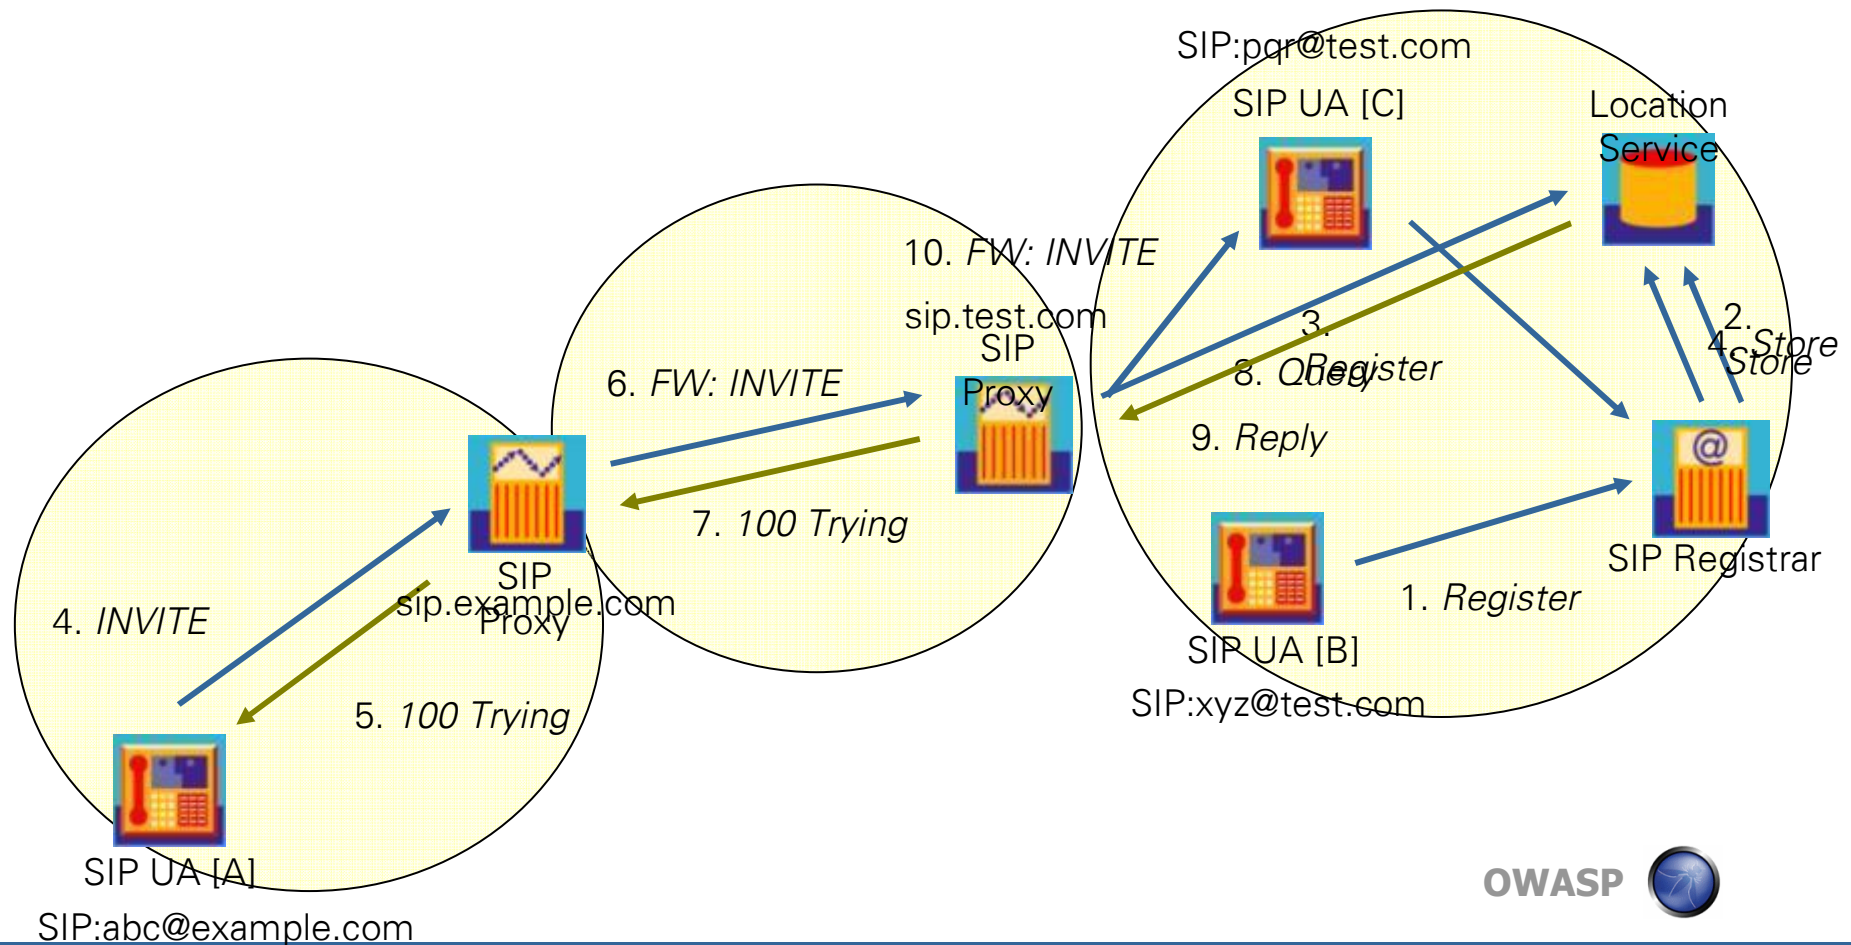 SIP:pqr@test.com
SIP UA [C]
Location
Service
10. FW: INVITE
sip.test.com
SIP
Proxy
3.
Register
8. Query
2.
Store
4. Store
6. FW: INVITE
9. Reply
7. 100 Trying
SIP Registrar
SIP
Proxy
sip.example.com
1. Register
4. INVITE
SIP UA [B]
SIP:xyz@test.com
5. 100 Trying
SIP UA [A]
SIP:abc@example.com
OWASP